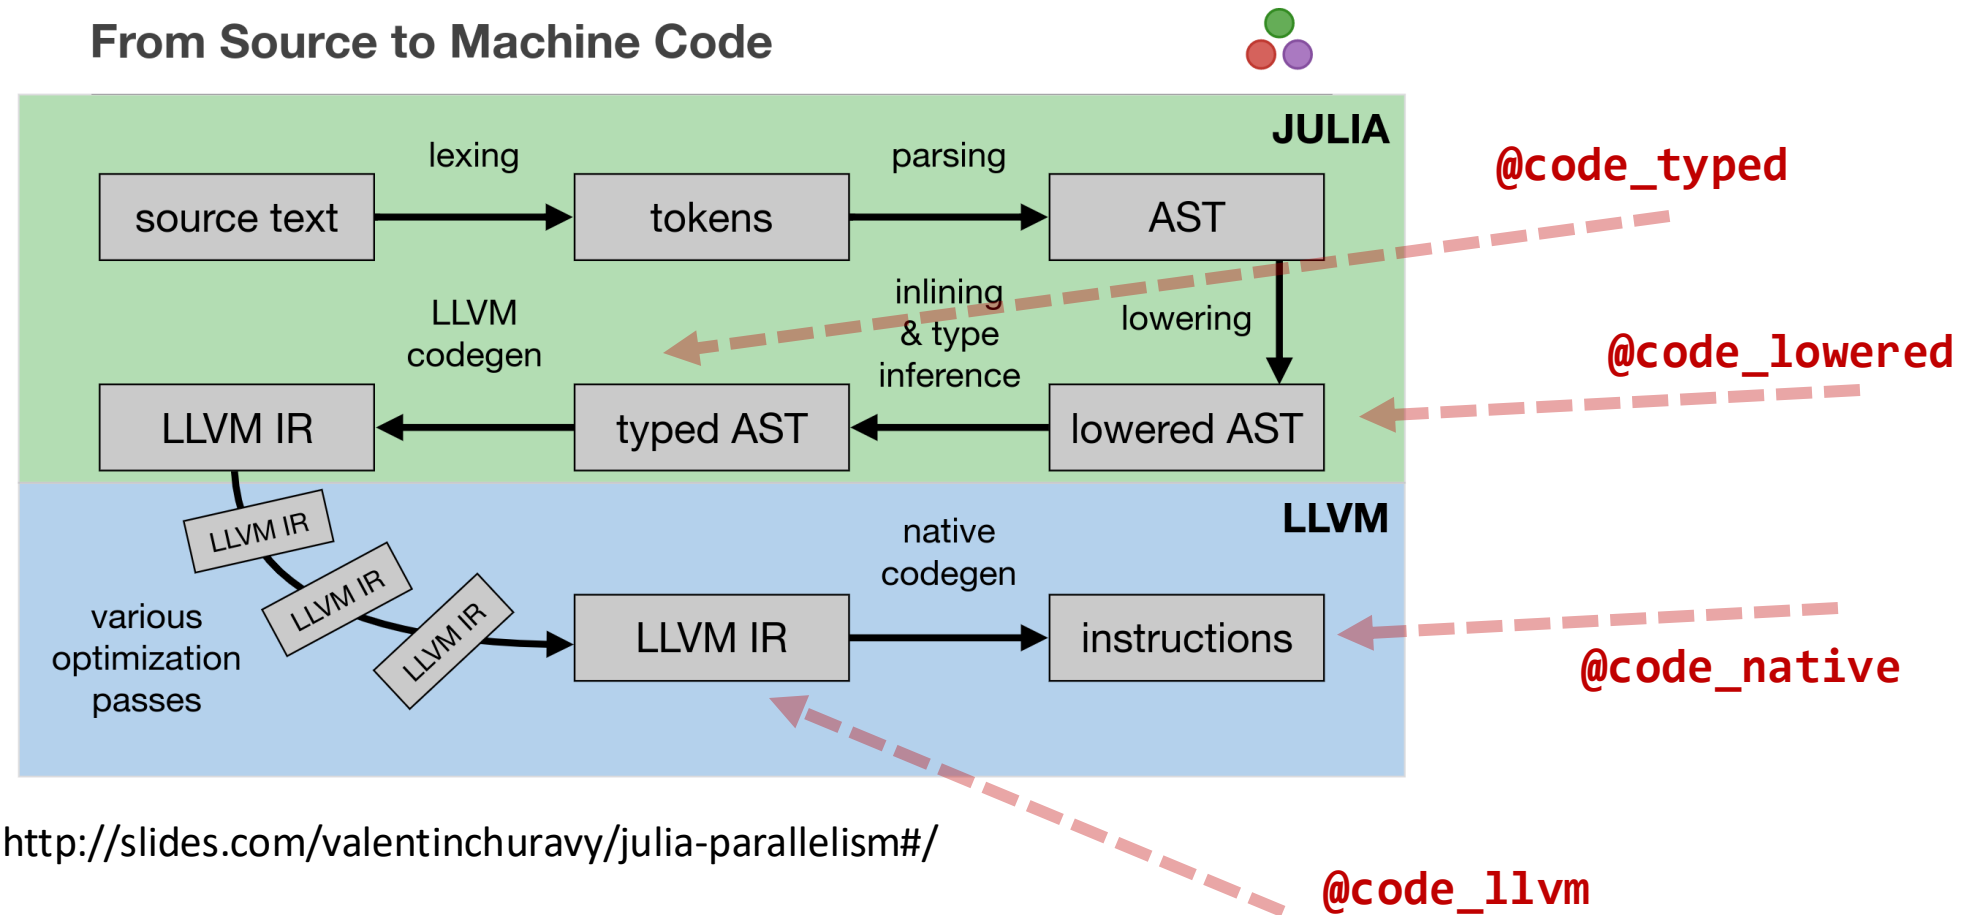 From Source to Machine Code
JULIA
lexing
parsing
source text
tokens
AST
@code_typed
LLVM
codegen
inlining
& type
inference
lowering
@code_lowered
LLVM IR
typed AST
lowered AST
LLVM
LLVM IR
LLVM IR
LLVM IR
various
optimization
passes
native
codegen
LLVM IR
instructions
@code_native
http://slides.com/valentinchuravy/julia-parallelism#/
@code_llvm